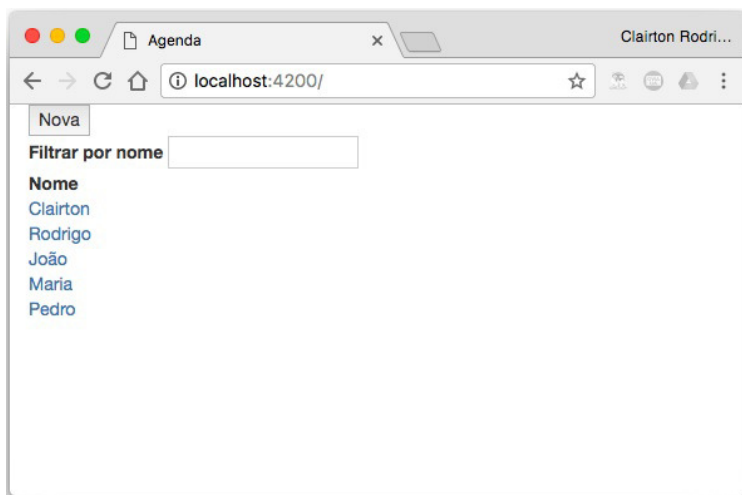 Agenda
Clairton Rodri...
localhost:4200/
Nova
Filtrar por nome
Nome
Clairton
Rodrigo
João
Maria
Pedro